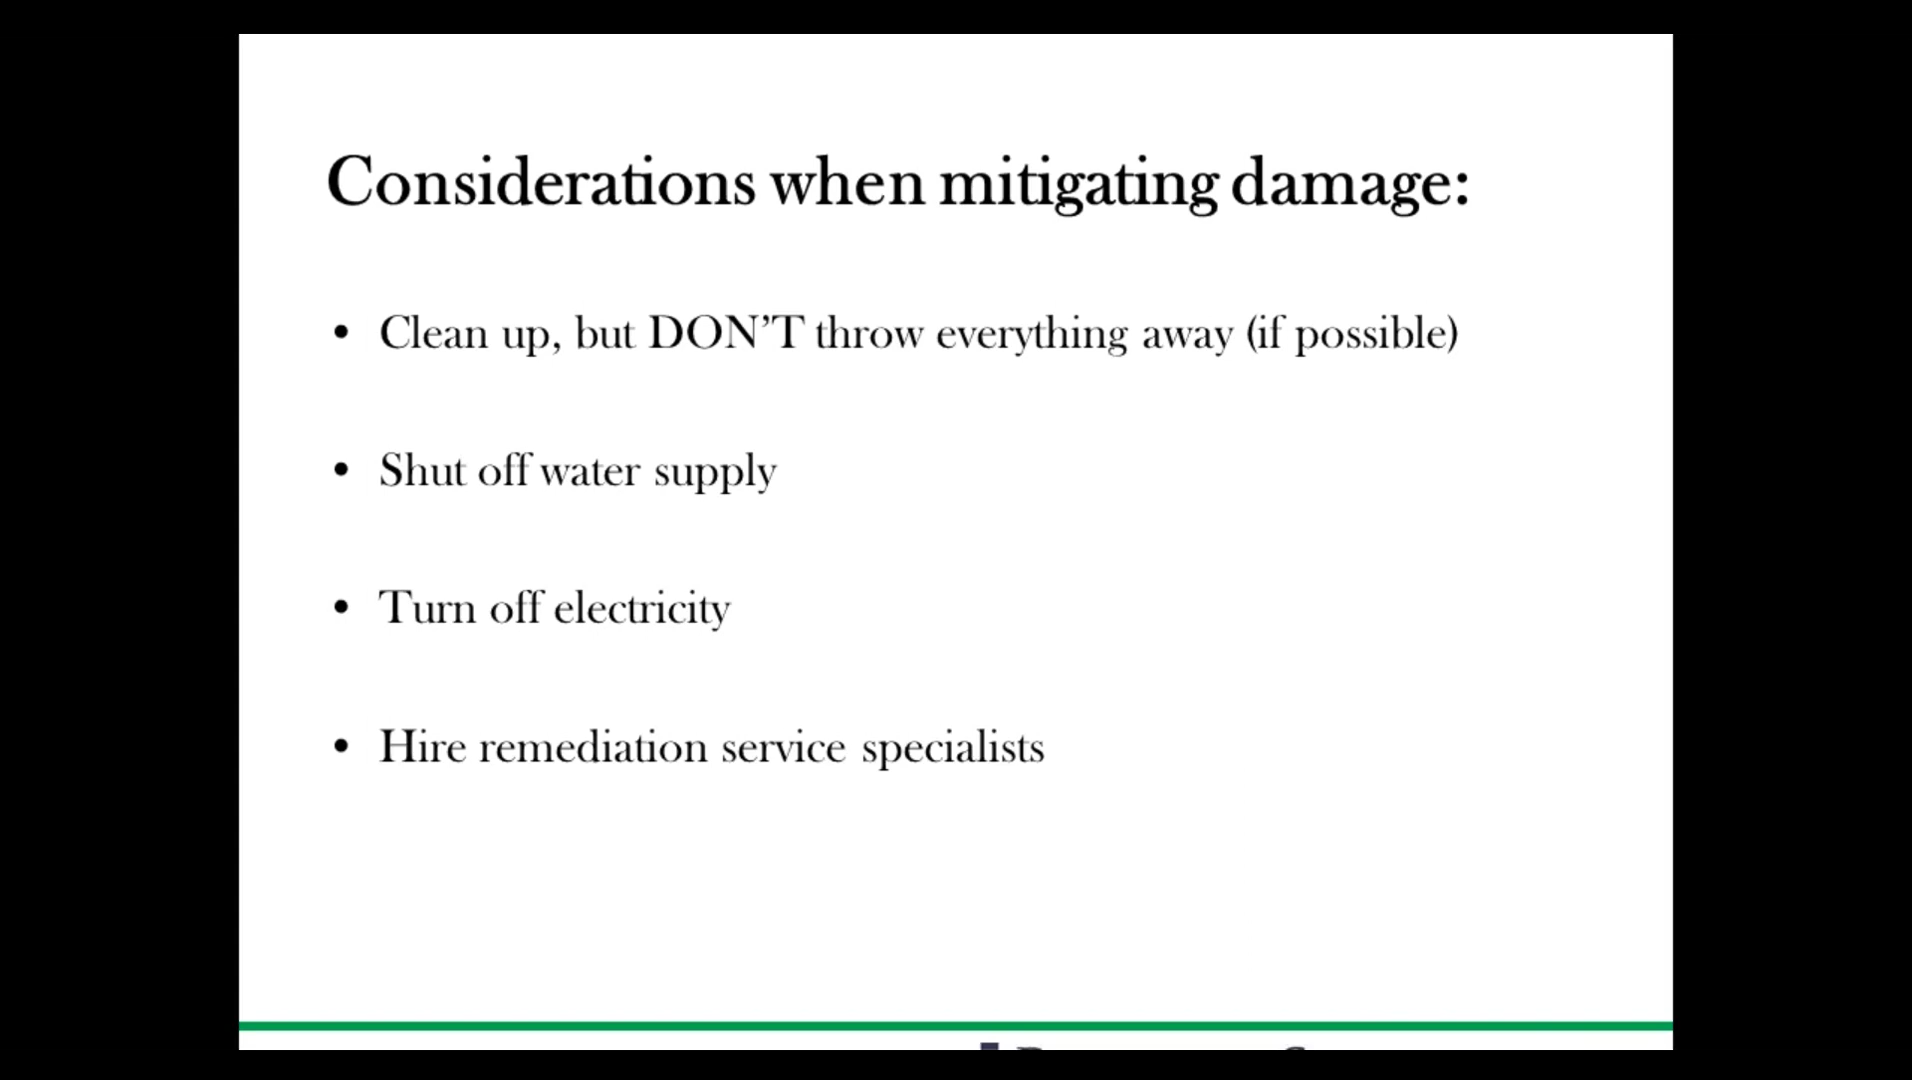 Considerations when mitigating damage:
• Clean up, but DON’T throw everything away (if possible)
• Shut off water supply
• Turn off electricity
• Hire remediation service specialists